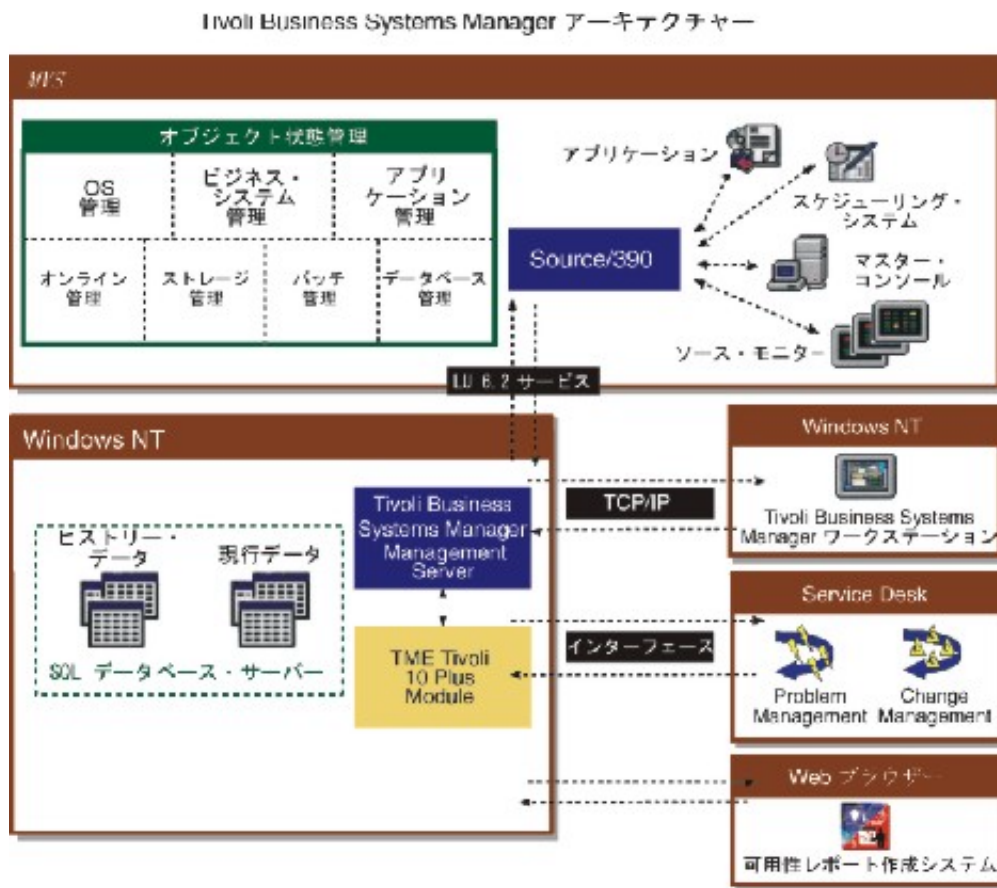 Tivoli Business Systems Manager アーキテクチャー
MVS
オブジェクト状態管理
OS
管理
ビジネス・
システム
管理
アプリ
ケーション
管理
オンライン
管理
ストレージ
管理
バッチ
管理
データベース
管理
Source/390
アプリケーション
スケジューリング・
システム
マスター・
コンソール
ソース・モニター
LU 6.2 サービス
Windows NT
ヒストリー・
データ
現行データ
SQL データベース・サーバー
Tivoli Business
Systems Manager
Management
Server
TME Tivoli
10 Plus
Module
TCP/IP
インターフェース
Windows NT
Tivoli Business Systems
Manager ワークステーション
Service Desk
Problem
Management
Change
Management
Web ブラウザー
可用性レポート作成システム